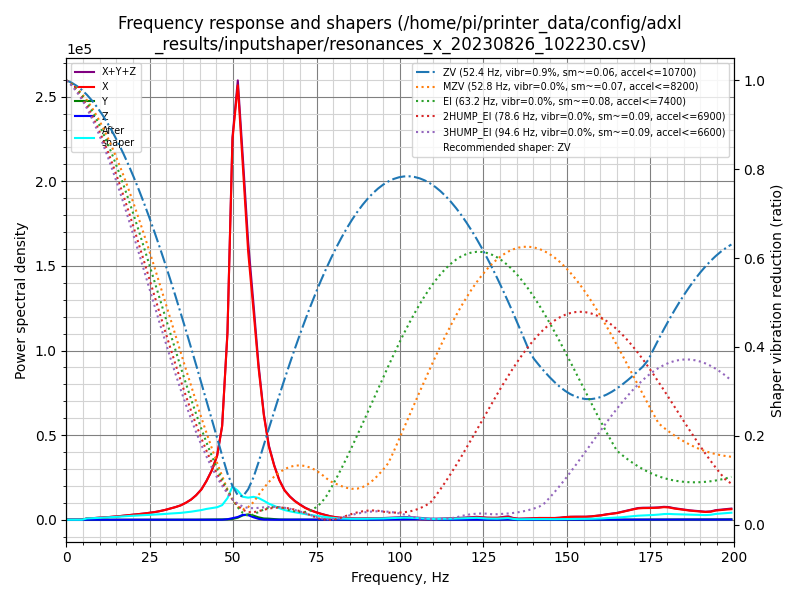 Frequency response and shapers (/home/pi/printer_data/config/adxl
_results/inputshaper/resonances_x_20230826_102230.csv)
1e5
X+Y+Z
X
Y
Z
After
shaper
ZV (52.4 Hz, vibr=0.9%, sm~=0.06, accel<=10700)
MZV (52.8 Hz, vibr=0.0%, sm~=0.07, accel<=8200)
EI (63.2 Hz, vibr=0.0%, sm~=0.08, accel<=7400)
2HUMP_EI (78.6 Hz, vibr=0.0%, sm~=0.09, accel<=6900)
3HUMP_EI (94.6 Hz, vibr=0.0%, sm~=0.09, accel<=6600)
Recommended shaper: ZV
2.5
2.0
1.5
1.0
0.5
0.0
Power spectral density
1.0
0.8
0.6
0.4
0.2
0.0
Shaper vibration reduction (ratio)
0 25 50 75 100 125 150 175 200
Frequency, Hz